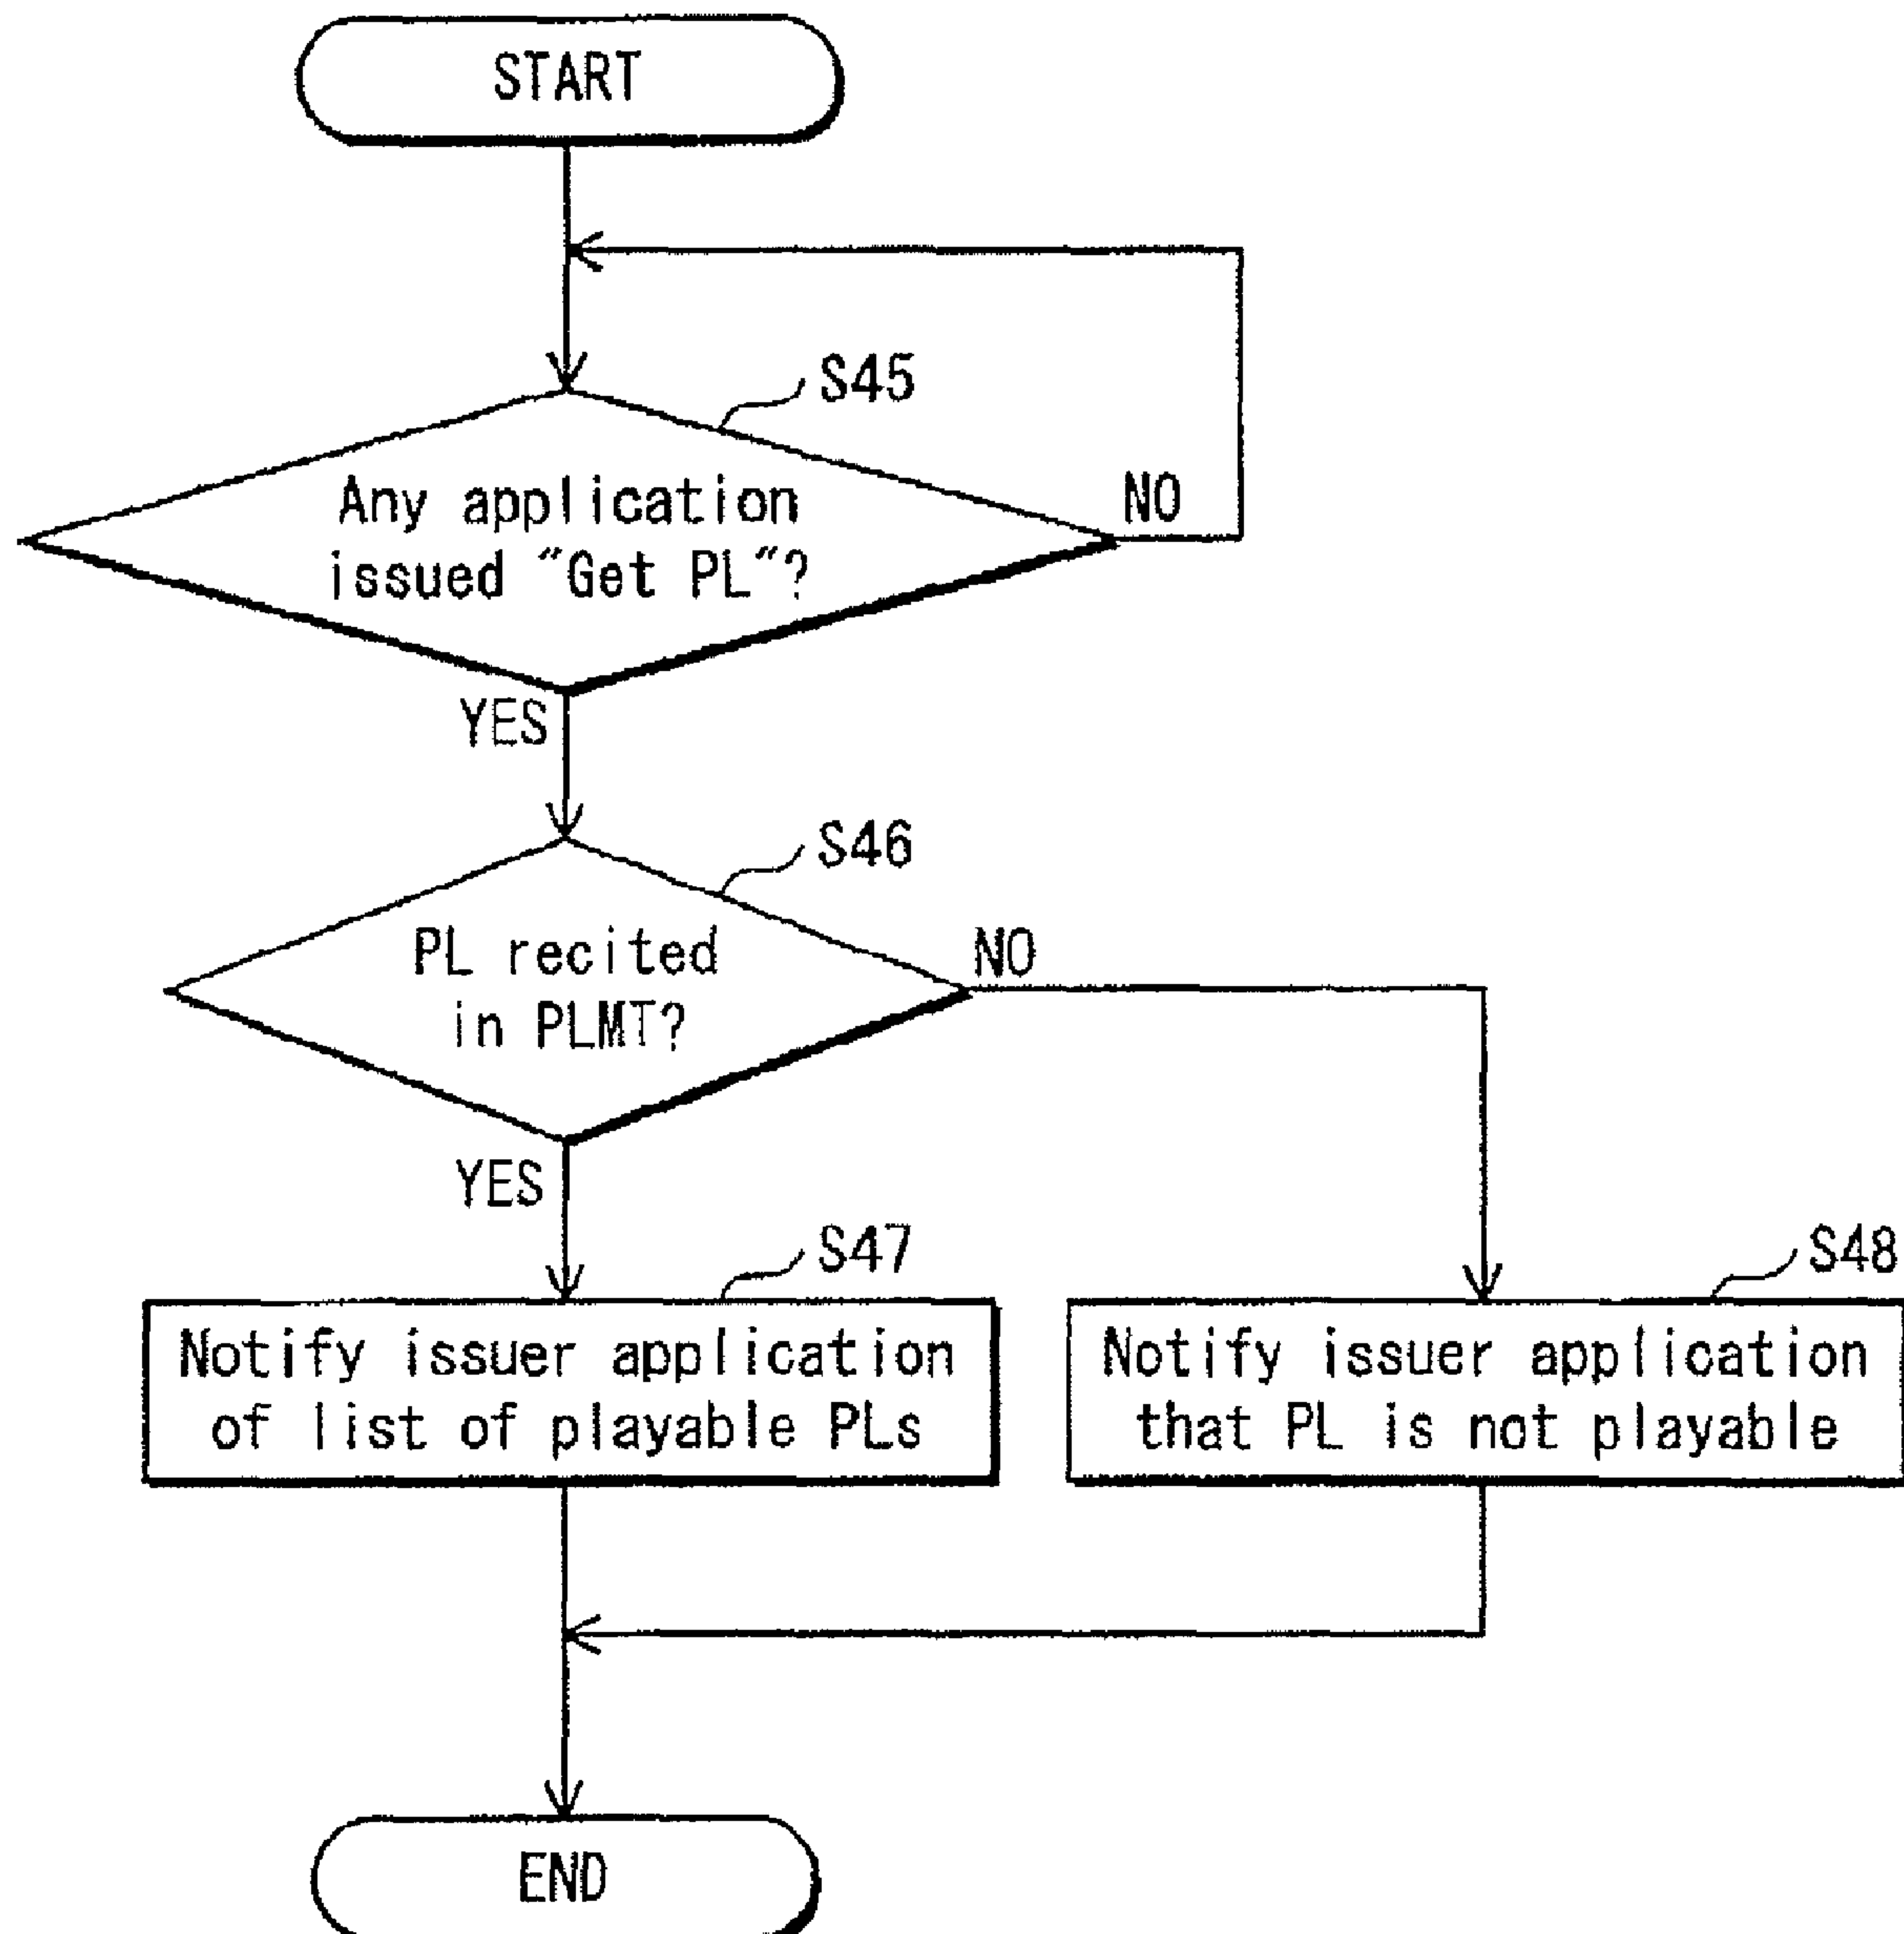 START
S45
Any application
issued "Get PL"?
NO
YES
S46
PL recited
in PLMT?
NO
YES
S47
Notify issuer application
of list of playable PLs
S48
Notify issuer application
that PL is not playable
END